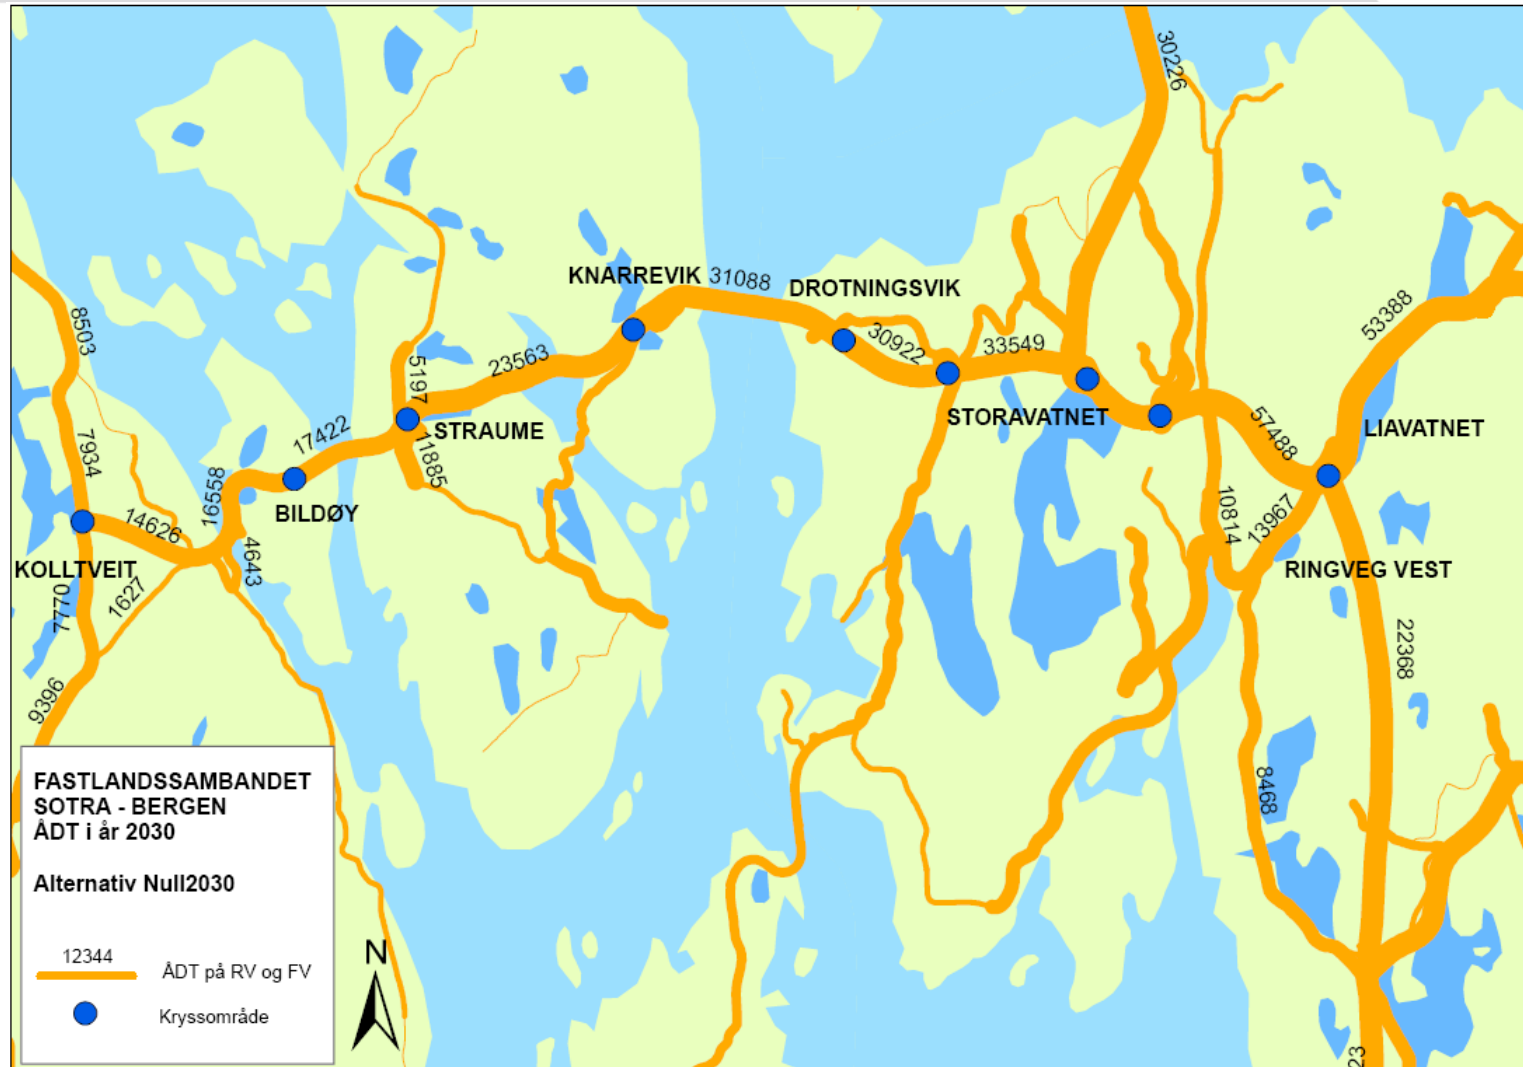 30226
KNARREVIK
31088
DROTNINGSVIK
8503
5197
23563
30922
33549
53388
STORAVATNET
STRAUME
17422
11885
57488
LIAVATNET
7934
16558
BILDØY
14626
4643
10814
13967
KOLLTVEIT
RINGVEG VEST
7770
1627
22368
9396
8468
23
FASTLANDSSAMBANDET
SOTRA - BERGEN
ÅDT i år 2030
Alternativ Null2030
12344
ÅDT på RV og FV
Kryssområde
N